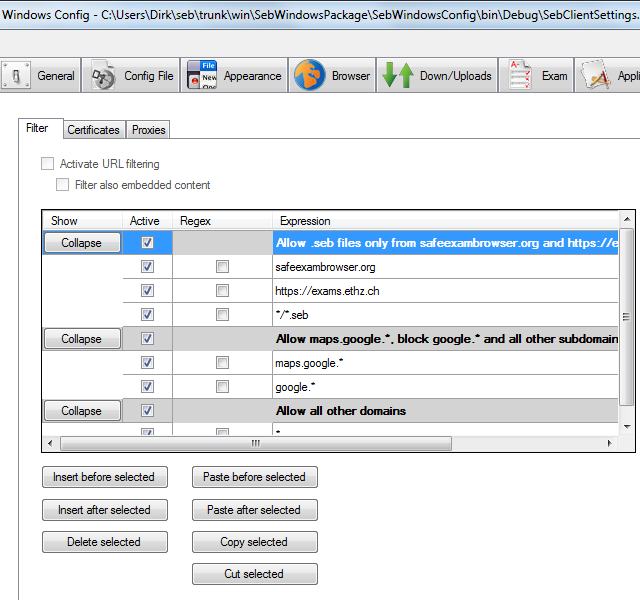 Windows Config - C:\Users\Dirk\seb\trunk\win\SebWindowsPackage\SebWindowsConfig\bin\Debug\SebClientSettings.
General Config File File New Appearance Browser Down/Uploads A+ Exam Appli
Filter Certificates Proxies
Activate URL filtering
Filter also embedded content
Show Active Regex Expression
Collapse Allow .seb files only from safeexambrowser.org and https://e
safeexambrowser.org
https://exams.ethz.ch
*/*.seb
Collapse Allow maps.google.*, block google.* and all other subdomain
maps.google.*
google.*
Collapse Allow all other domains
*
Insert before selected Paste before selected
Insert after selected Paste after selected
Delete selected Copy selected
Cut selected